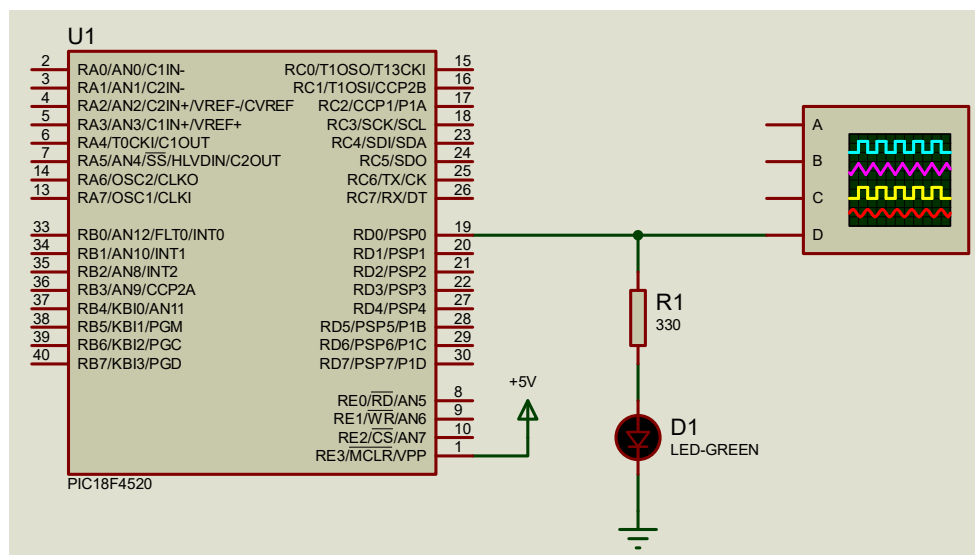 U1
2 RA0/AN0/C1IN- RC0/T1OSO/T13CKI 15
3 RA1/AN1/C2IN- RC1/T1OSI/CCP2B 16
4 RA2/AN2/C2IN+/VREF-/CVREF RC2/CCP1/P1A 17
5 RA3/AN3/C1IN+/VREF+ RC3/SCK/SCL 18
6 RA4/T0CKI/C1OUT RC4/SDI/SDA 23
7 RA5/AN4/SS/HLVDIN/C2OUT RC5/SDO 24
14 RA6/OSC2/CLKO RC6/TX/CK 25
13 RA7/OSC1/CLKI RC7/RX/DT 26
33 RB0/AN12/FLT0/INT0 RD0/PSP0 19
34 RB1/AN10/INT1 RD1/PSP1 20
35 RB2/AN8/INT2 RD2/PSP2 21
36 RB3/AN9/CCP2A RD3/PSP3 22
37 RB4/KBI0/AN11 RD4/PSP4 27
38 RB5/KBI1/PGM RD5/PSP5/P1B 28
39 RB6/KBI2/PGC RD6/PSP6/P1C 29
40 RB7/KBI3/PGD RD7/PSP7/P1D 30
RE0/RD/AN5 8
RE1/WR/AN6 9
RE2/CS/AN7 10
RE3/MCLR/VPP 1
PIC18F4520
+5V
R1
330
D1
LED-GREEN
A
B
C
D